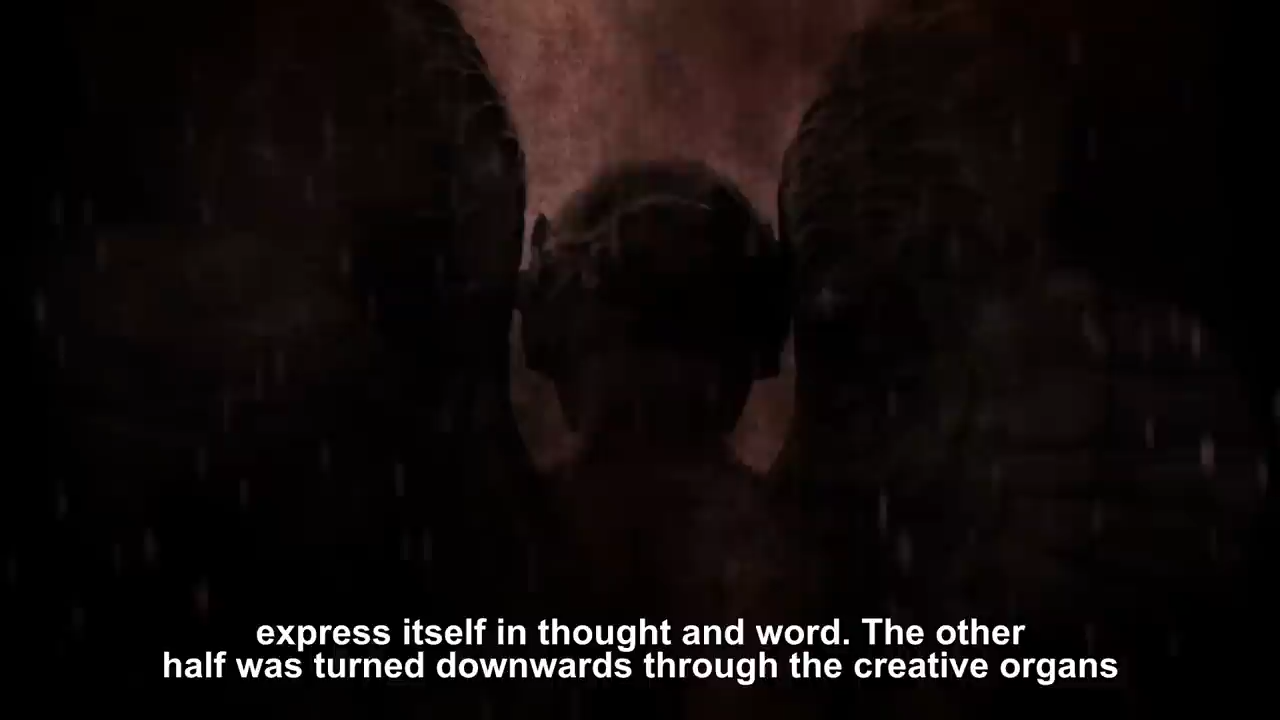 express itself in thought and word. The other
half was turned downwards through the creative organs